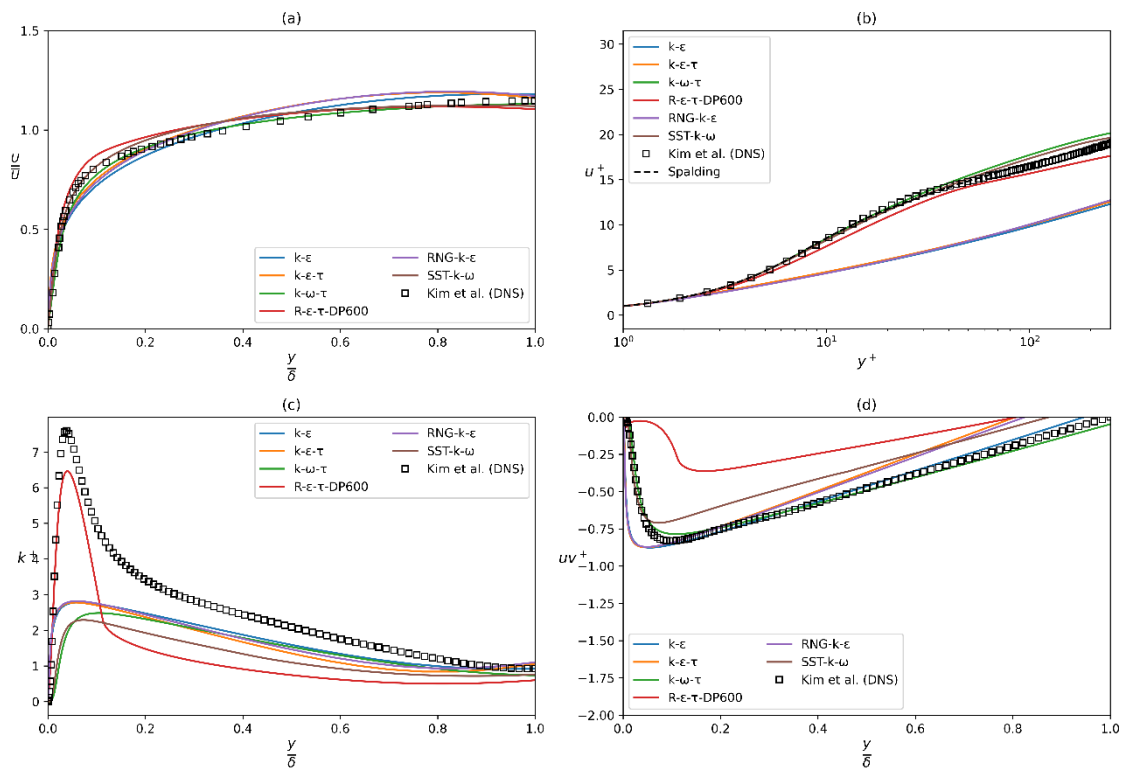 (a)
1.5
1.0
0.5
0.0
U
Ū
0.0 0.2 0.4 0.6 0.8 1.0
y
δ
k-ε
k-ε-τ
k-ω-τ
R-ε-τ-DP600
RNG-k-ε
SST-k-ω
Kim et al. (DNS)
(b)
30
25
20
15
10
5
0
u+
10⁰ 10¹ 10²
y+
k-ε
k-ε-τ
k-ω-τ
R-ε-τ-DP600
RNG-k-ε
SST-k-ω
Kim et al. (DNS)
Spalding
(c)
7
6
5
4
3
2
1
0
k+
0.0 0.2 0.4 0.6 0.8 1.0
y
δ
k-ε
k-ε-τ
k-ω-τ
R-ε-τ-DP600
RNG-k-ε
SST-k-ω
Kim et al. (DNS)
(d)
0.00
−0.25
−0.50
−0.75
−1.00
−1.25
−1.50
−1.75
−2.00
uv+
0.0 0.2 0.4 0.6 0.8 1.0
y
δ
k-ε
k-ε-τ
k-ω-τ
R-ε-τ-DP600
RNG-k-ε
SST-k-ω
Kim et al. (DNS)